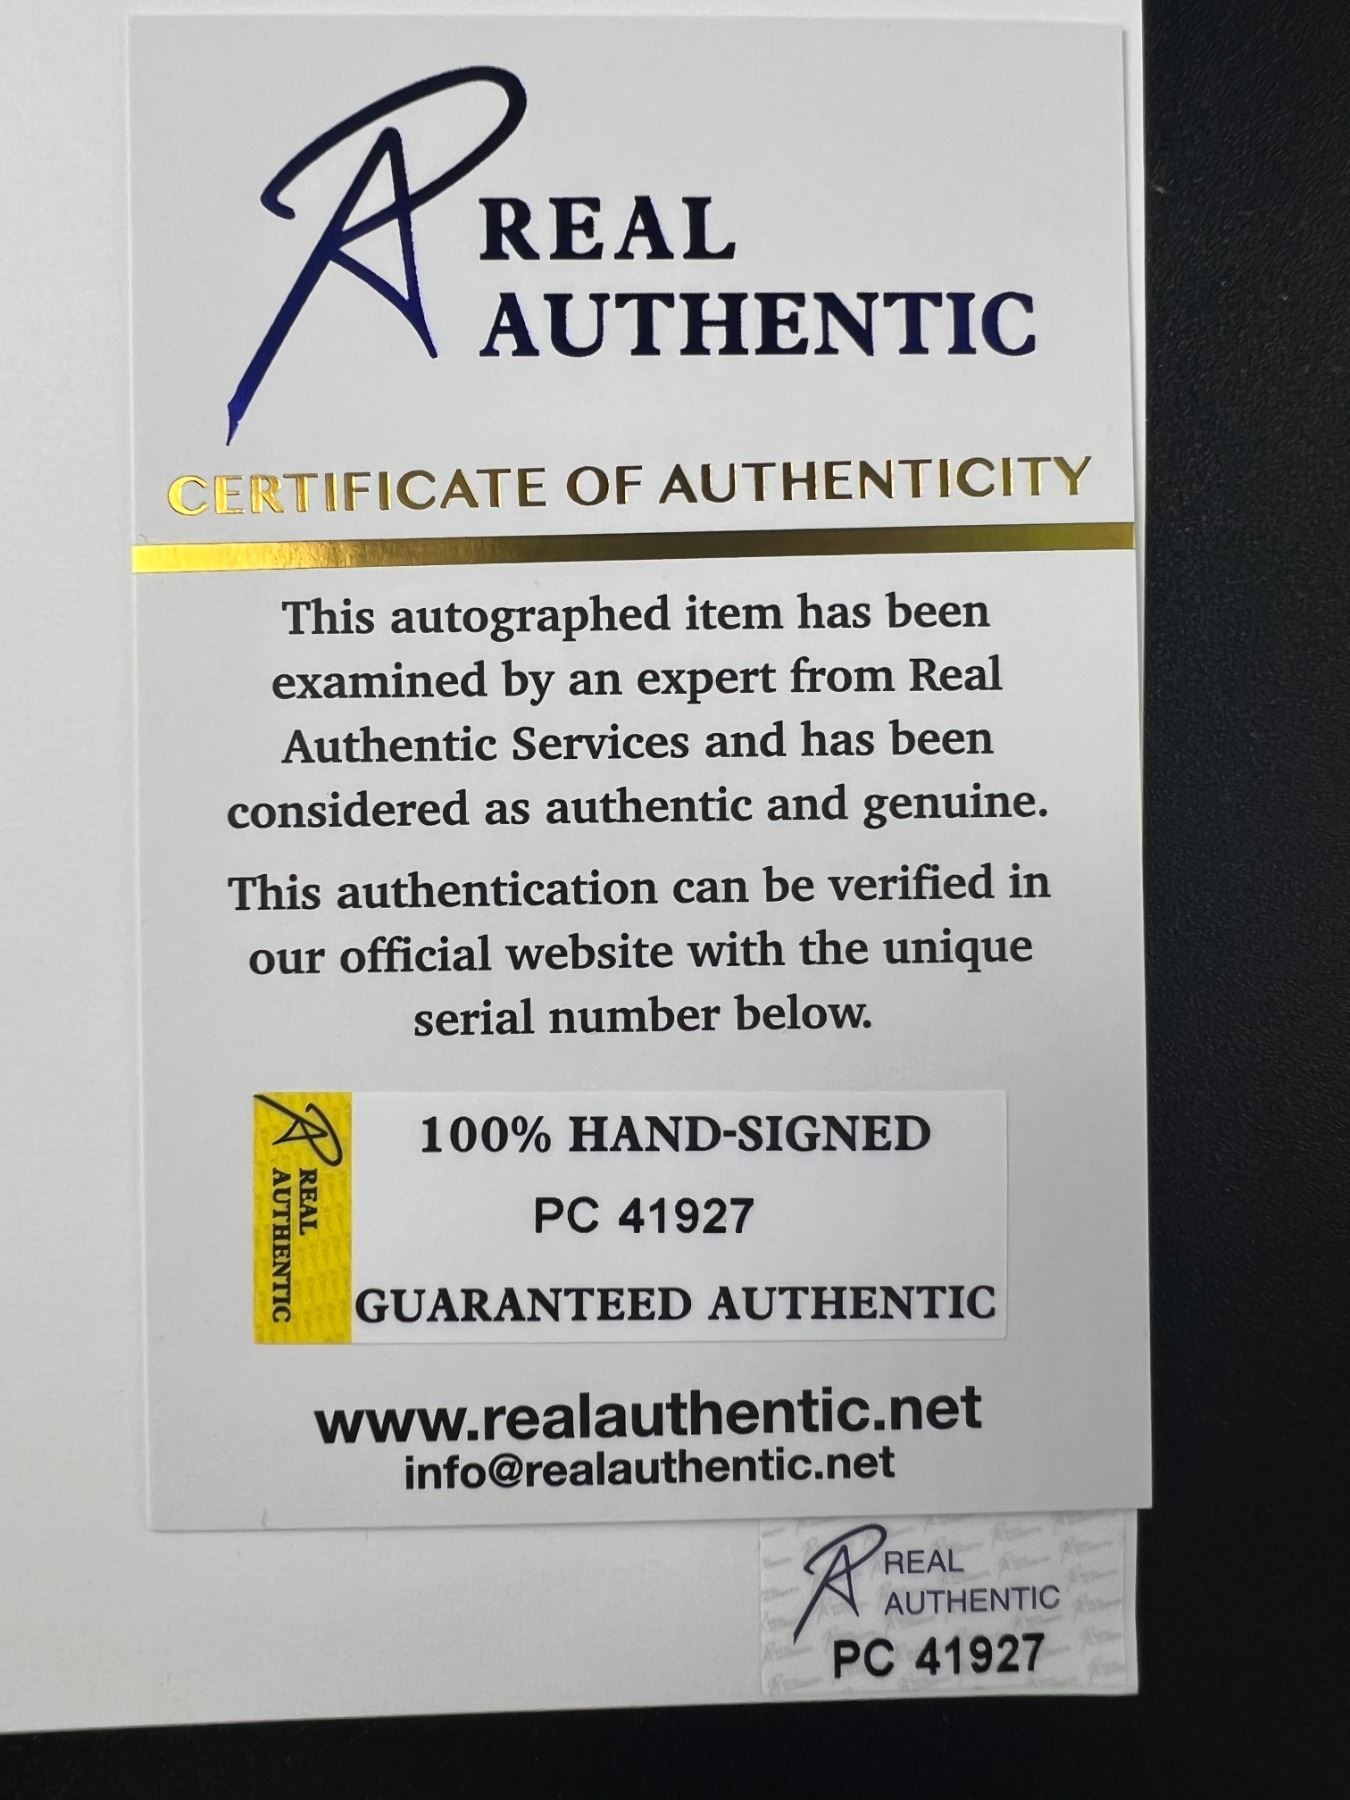 REAL
AUTHENTIC
CERTIFICATE OF AUTHENTICITY
This autographed item has been
examined by an expert from Real
Authentic Services and has been
considered as authentic and genuine.
This authentication can be verified in
our official website with the unique
serial number below.
REAL
AUTHENTIC
100% HAND-SIGNED
PC 41927
GUARANTEED AUTHENTIC
www.realauthentic.net
info@realauthentic.net
REAL
AUTHENTIC
PC 41927